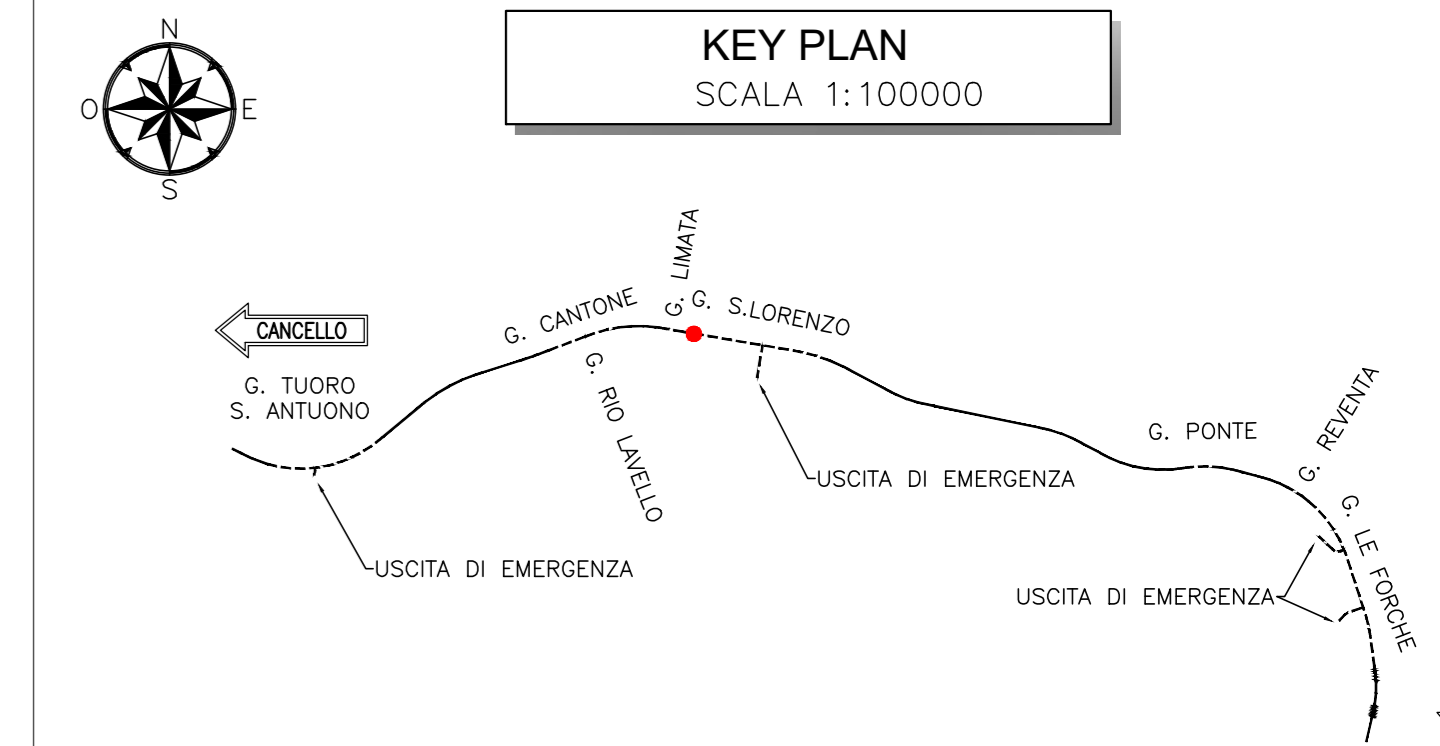 N
KEY PLAN
SCALA 1:100000
O
E
S
G. LIMATA
G. S.LORENZO
G. CANTONE
CANCELLO
G. TUORO
S. ANTUONO
G. RIO LAVELLO
G. REVENTA
G. PONTE
USCITA DI EMERGENZA
G. LE FORCHE
USCITA DI EMERGENZA
USCITA DI EMERGENZA